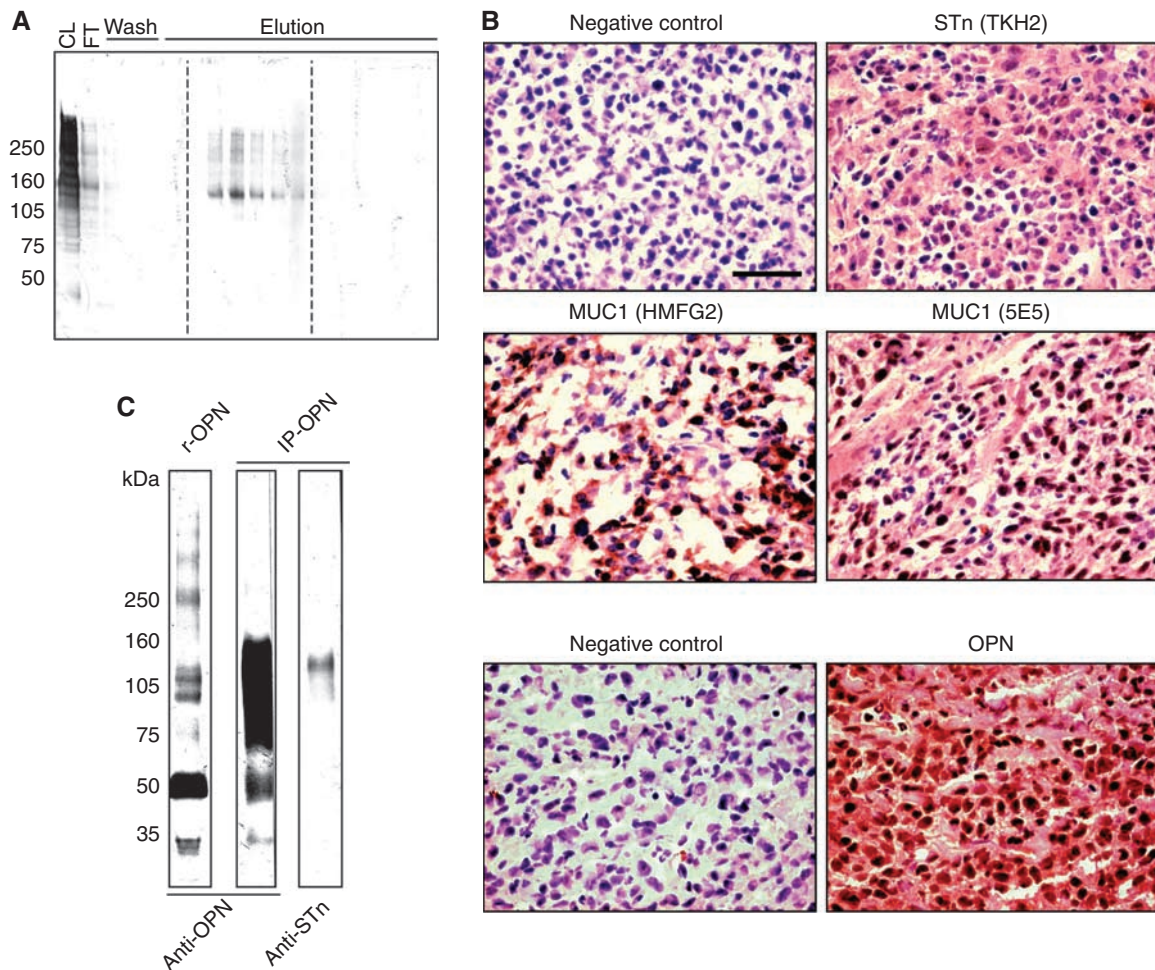 A
CL
FT
Wash
Elution
250
160
105
75
50
B
Negative control
STn (TKH2)
MUC1 (HMFG2)
MUC1 (5E5)
Negative control
OPN
C
r-OPN
IP-OPN
kDa
250
160
105
75
50
35
Anti-OPN
Anti-STn